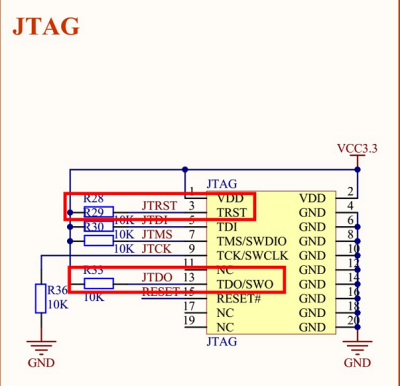 JTAG
VCC3.3
JTAG
R28 1 VDD VDD 2
R29 JTRST 3 TRST GND 4
R30 10K JTDI 5 TDI GND 6
10K JTMS 7 TMS/SWDIO GND 8
10K JTCK 9 TCK/SWCLK GND 10
R33 11 NC GND 12
JTDO 13 TDO/SWO GND 14
R36 10K RESET 15 RESET# GND 16
10K 17 NC GND 18
19 NC GND 20
JTAG
GND GND